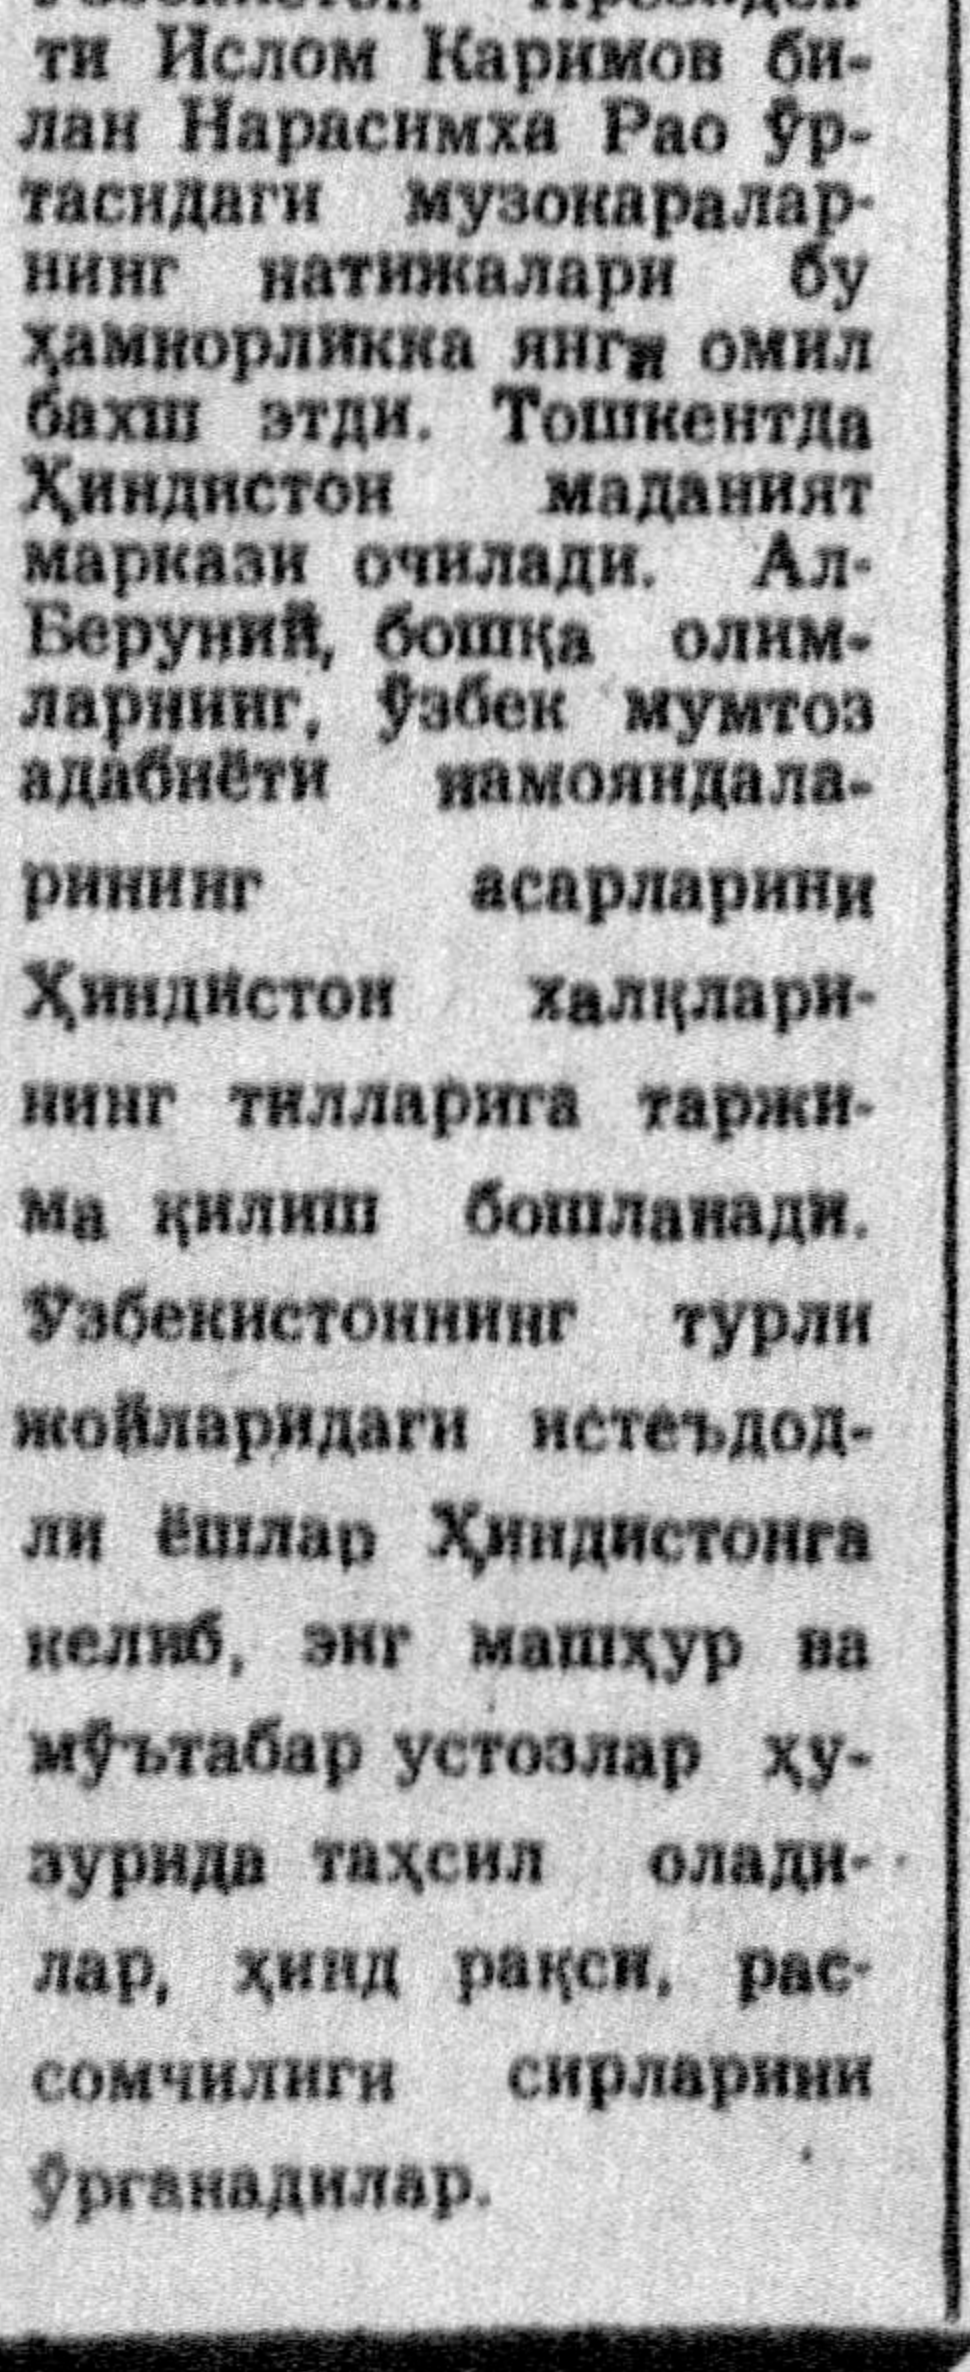 Ўзбекистон Президен-
ти Ислом Каримов би-
лан Нарасимха Рао ўр-
тасидаги музокаралар-
нинг натижалари бу
ҳамкорликка янги омил
бахш этди. Тошкентда
Ҳиндистон маданият
маркази очилади. Ал-
Беруний, бошқа олим-
ларнинг, ўзбек мумтоз
адабиёти намояндала-
рининг асарларини
Ҳиндистон халқлари-
нинг тилларига таржи-
ма қилиш бошланади.
Ўзбекистоннинг турли
жойларидаги истеъдод-
ли ёшлар Ҳиндистонга
келиб, энг машҳур ва
мўътабар устозлар ҳу-
зурида таҳсил олади-
лар, ҳинд рақси, рас-
сомчилиги сирларини
ўрганадилар.